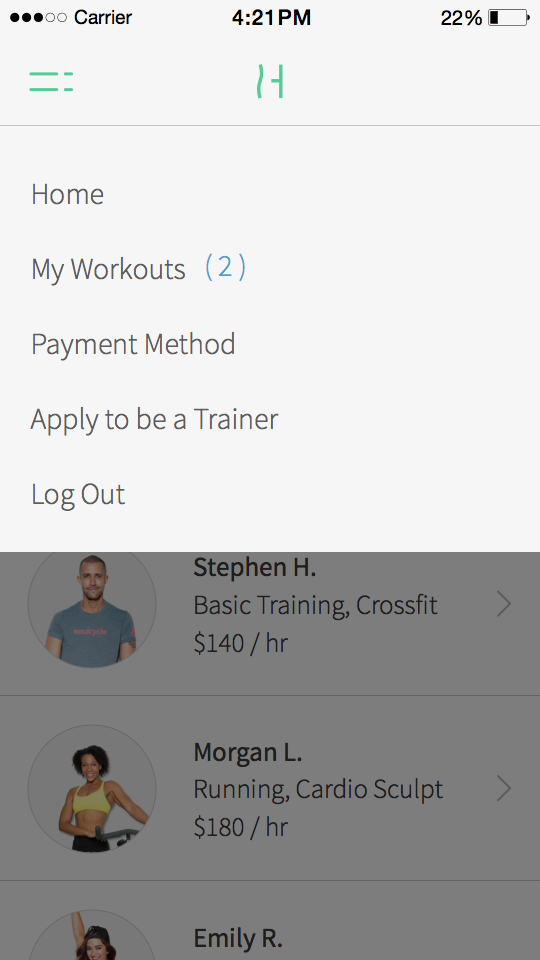 Carrier 4:21 PM 22%
Home
My Workouts (2)
Payment Method
Apply to be a Trainer
Log Out
Stephen H.
Basic Training, Crossfit
$140 / hr
Morgan L.
Running, Cardio Sculpt
$180 / hr
Emily R.